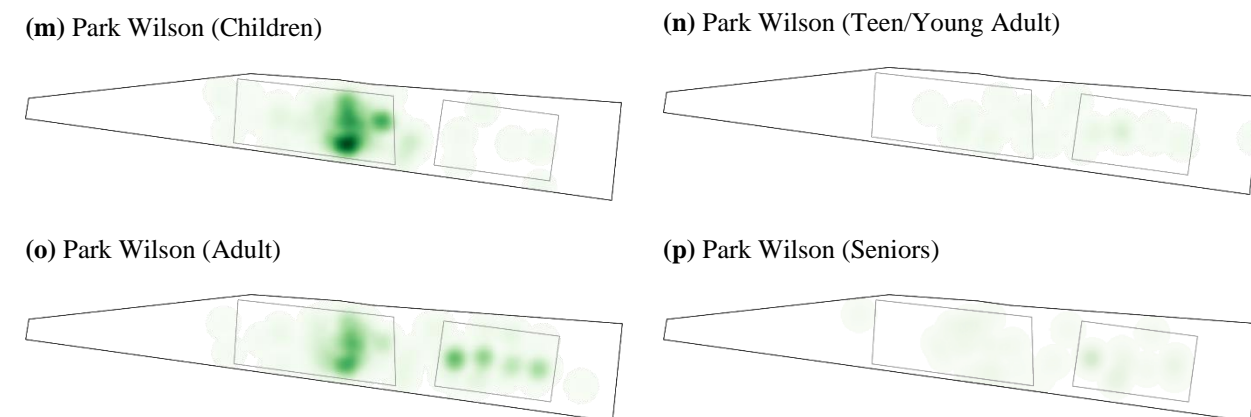 (m) Park Wilson (Children)
(n) Park Wilson (Teen/Young Adult)
(o) Park Wilson (Adult)
(p) Park Wilson (Seniors)